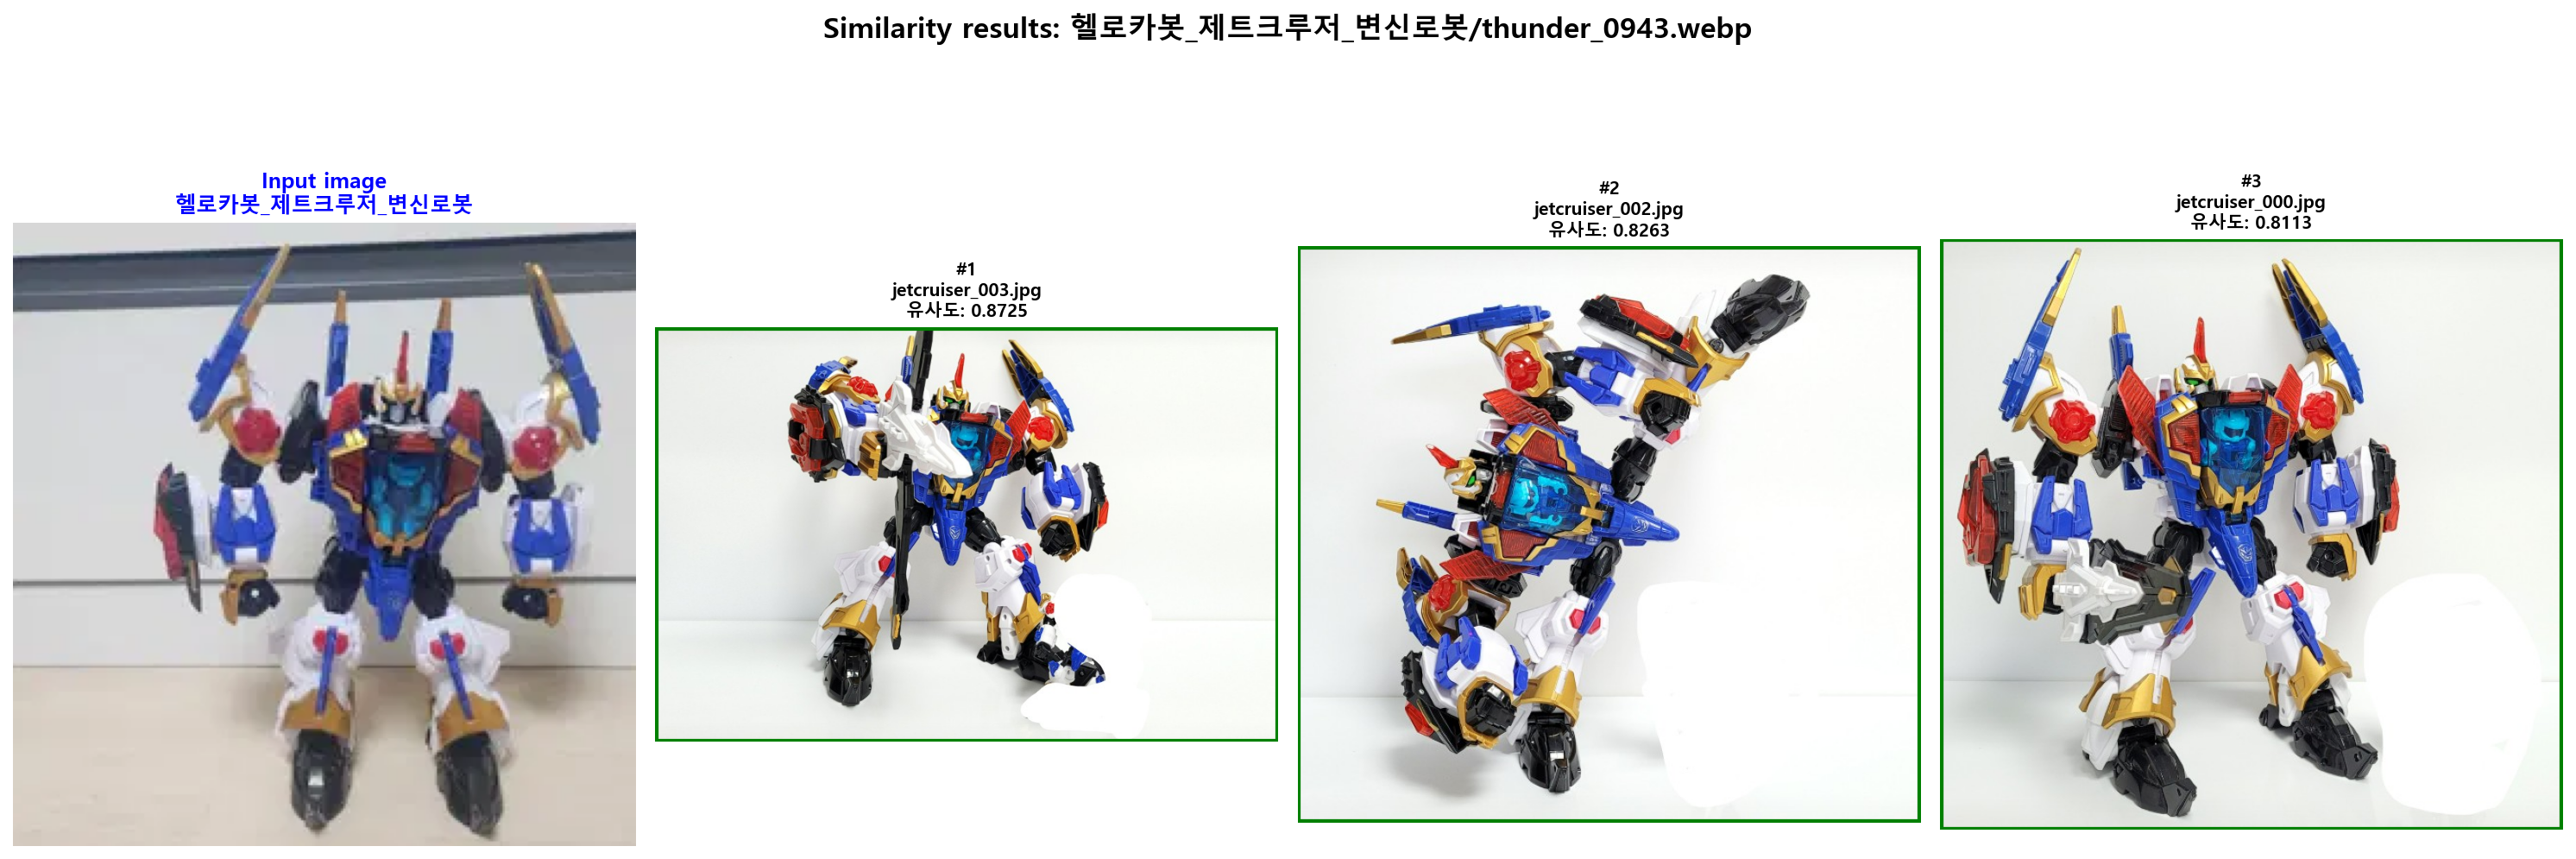 Similarity results: 헬로카봇_제트크루저_변신로봇/thunder_0943.webp
Input image
헬로카봇_제트크루저_변신로봇
#1
jetcruiser_003.jpg
유사도: 0.8725
#2
jetcruiser_002.jpg
유사도: 0.8263
#3
jetcruiser_000.jpg
유사도: 0.8113